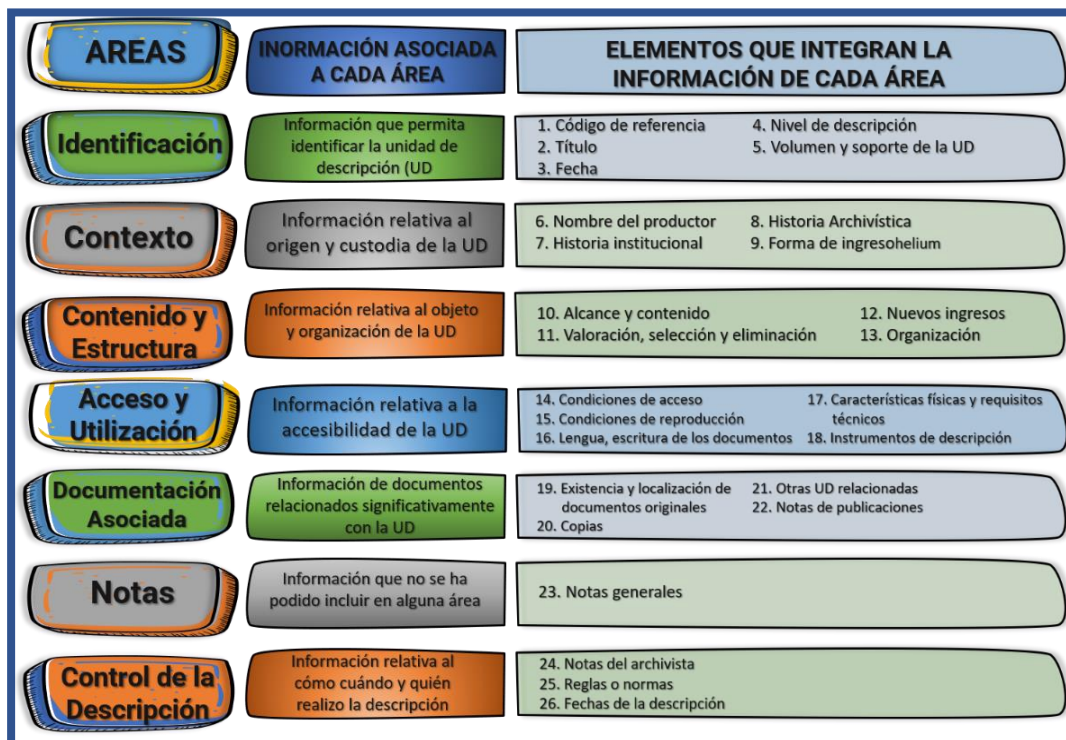 AREAS
INORMACIÓN ASOCIADA
A CADA ÁREA
ELEMENTOS QUE INTEGRAN LA
INFORMACIÓN DE CADA ÁREA
Identificación
Información que permita
identificar la unidad de
descripción (UD
1. Código de referencia
2. Título
3. Fecha
4. Nivel de descripción
5. Volumen y soporte de la UD
Contexto
Información relativa al
origen y custodia de la UD
6. Nombre del productor
7. Historia institucional
8. Historia Archivística
9. Forma de ingresohelium
Contenido y
Estructura
Información relativa al objeto
y organización de la UD
10. Alcance y contenido
11. Valoración, selección y eliminación
12. Nuevos ingresos
13. Organización
Acceso y
Utilización
Información relativa a la
accesibilidad de la UD
14. Condiciones de acceso
15. Condiciones de reproducción
16. Lengua, escritura de los documentos
17. Características físicas y requisitos
técnicos
18. Instrumentos de descripción
Documentación
Asociada
Información de documentos
relacionados significativamente
con la UD
19. Existencia y localización de
documentos originales
20. Copias
21. Otras UD relacionadas
22. Notas de publicaciones
Notas
Información que no se ha
podido incluir en alguna área
23. Notas generales
Control de la
Descripción
Información relativa al
cómo cuándo y quién
realizo la descripción
24. Notas del archivista
25. Reglas o normas
26. Fechas de la descripción